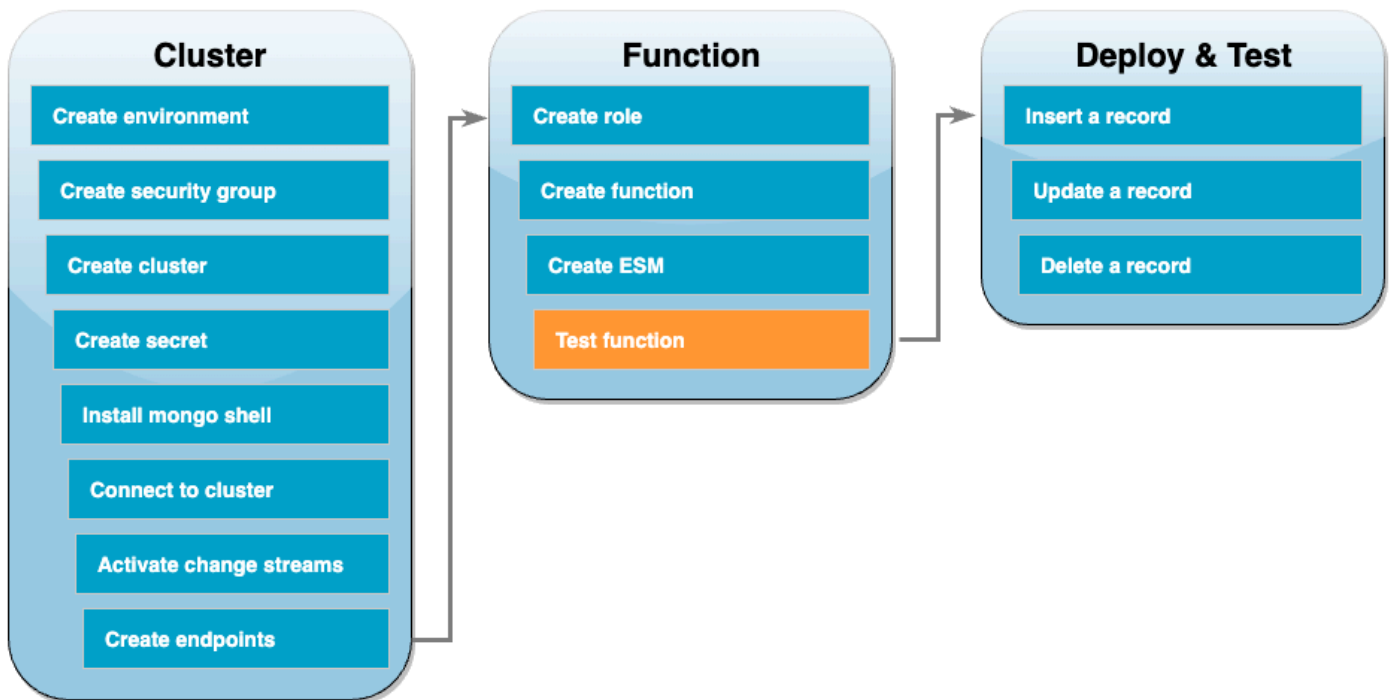 Cluster
Create environment
Create security group
Create cluster
Create secret
Install mongo shell
Connect to cluster
Activate change streams
Create endpoints
Function
Create role
Create function
Create ESM
Test function
Deploy & Test
Insert a record
Update a record
Delete a record